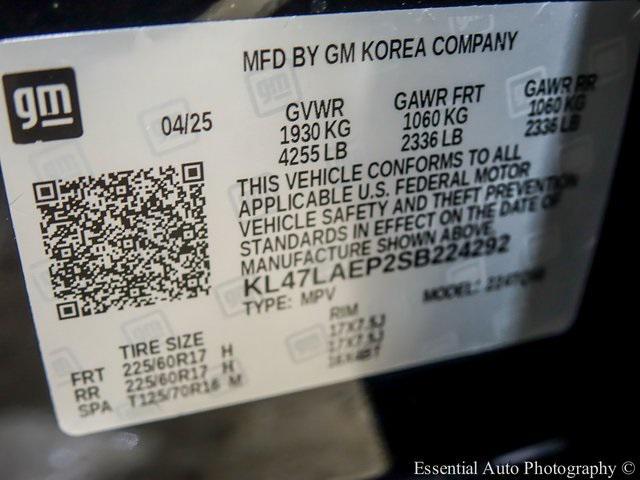 MFD BY GM KOREA COMPANY
gm
04/25
GVWR GAWR FRT GAWR RR
1930 KG 1060 KG 1060 KG
4255 LB 2336 LB 2336 LB
THIS VEHICLE CONFORMS TO ALL
APPLICABLE U.S. FEDERAL MOTOR
VEHICLE SAFETY AND THEFT PREVENTION
STANDARDS IN EFFECT ON THE DATE OF
MANUFACTURE SHOWN ABOVE.
KL47LAEP2SB224292
TYPE: MPV MODEL:
TIRE SIZE RIM
FRT 225/60R17 H 17X7.5J
RR 225/60R17 H 17X7.5J
SPA T125/70R16 M
Essential Auto Photography ©